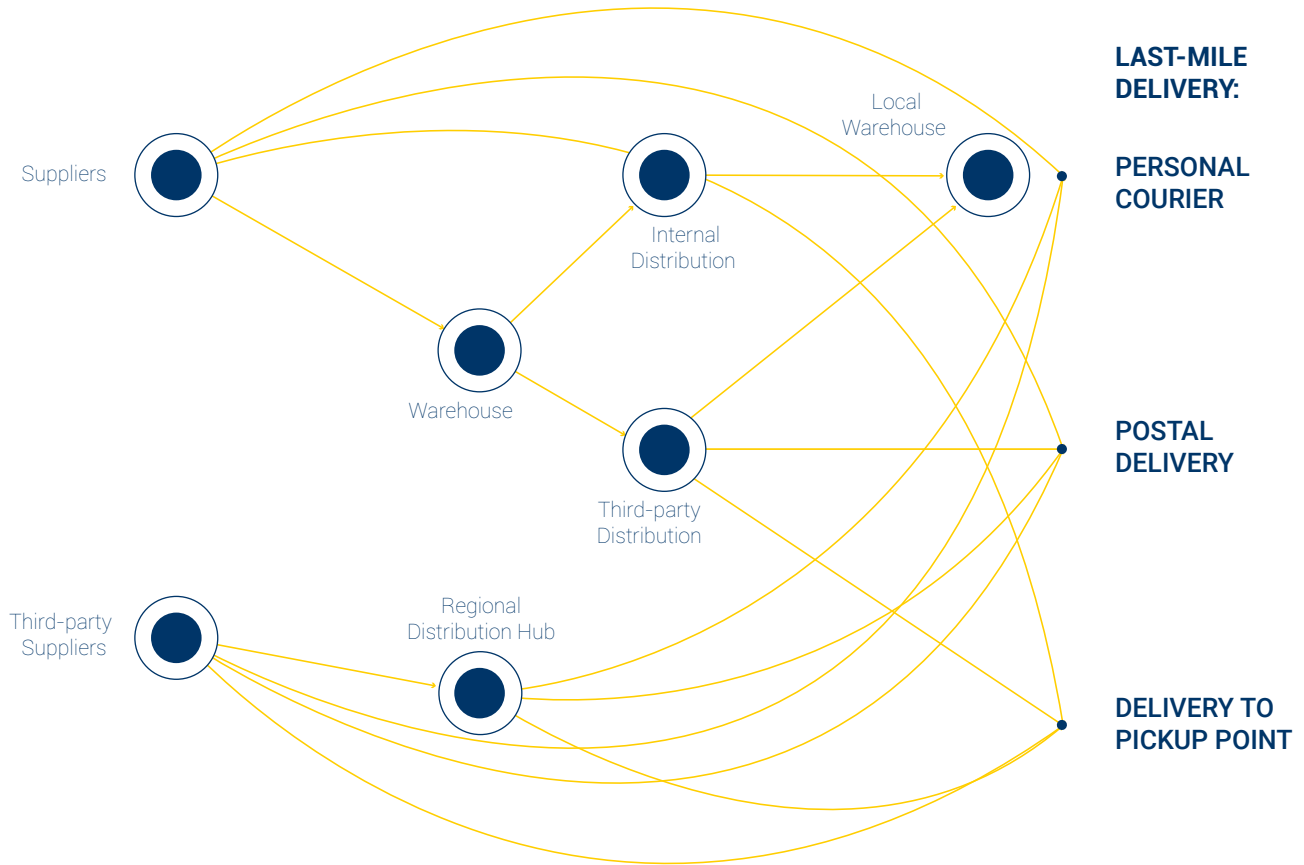 LAST-MILE
DELIVERY:
Local
Warehouse
Suppliers
PERSONAL
COURIER
Internal
Distribution
Warehouse
POSTAL
DELIVERY
Third-party
Distribution
Third-party
Suppliers
Regional
Distribution Hub
DELIVERY TO
PICKUP POINT